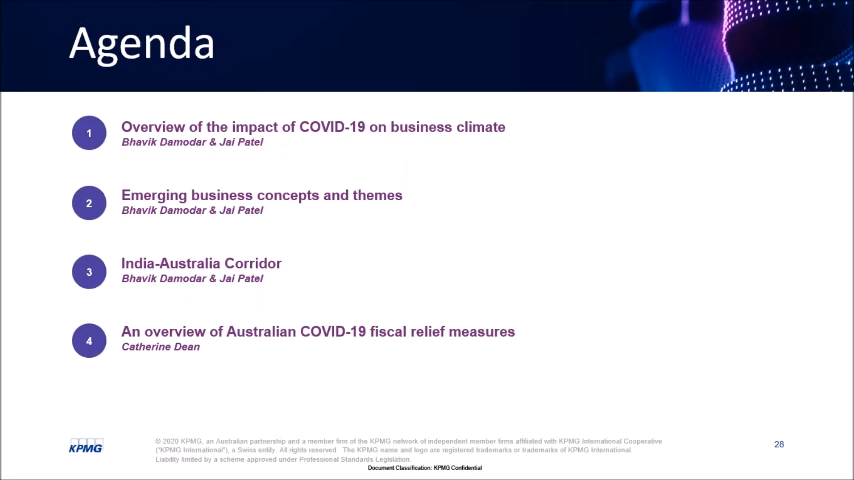 Agenda
1
Overview of the impact of COVID-19 on business climate
Bhavik Damodar & Jai Patel
2
Emerging business concepts and themes
Bhavik Damodar & Jai Patel
3
India-Australia Corridor
Bhavik Damodar & Jai Patel
4
An overview of Australian COVID-19 fiscal relief measures
Catherine Dean
KPMG
© 2020 KPMG, an Australian partnership and a member firm of the KPMG network of independent member firms affiliated with KPMG International Cooperative
("KPMG International"), a Swiss entity. All rights reserved. The KPMG name and logo are registered trademarks or trademarks of KPMG International.
Liability limited by a scheme approved under Professional Standards Legislation.
Document Classification: KPMG Confidential
28